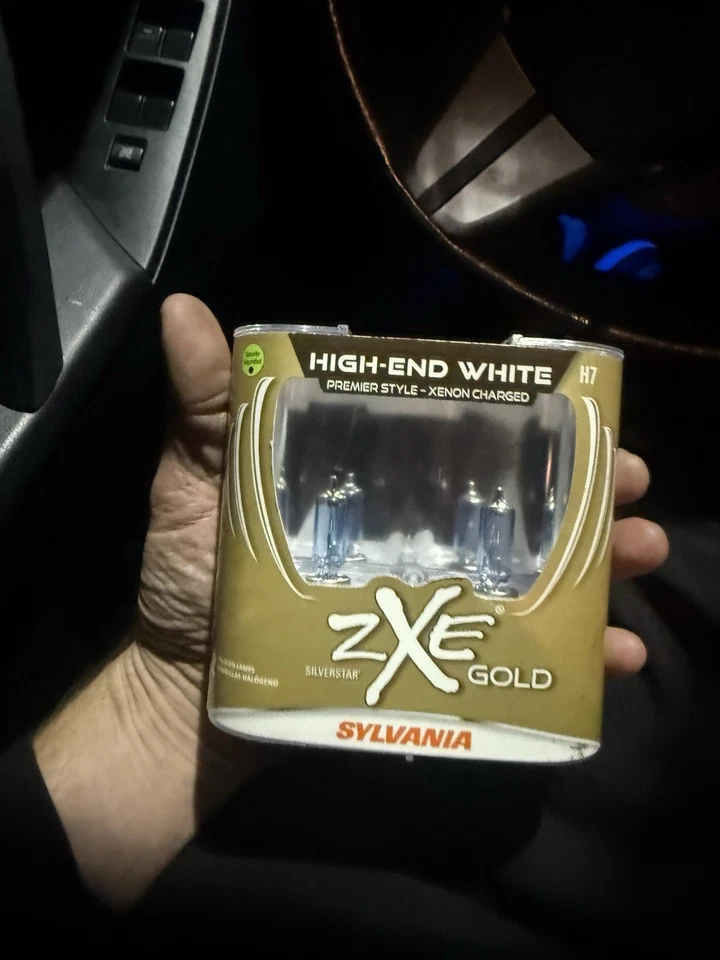 HIGH-END WHITE
H7
PREMIER STYLE - XENON CHARGED
zXE®
SILVERSTAR
GOLD
SYLVANIA